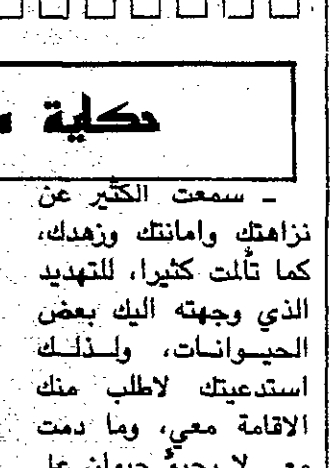 حكاية
ـ سمعت الكثير عن
نزاهتك وامانتك وزهدك،
كما تألمت كثيرا، للتهديد
الذي وجهته اليك بعض
الحيوانات، ولذلك
استدعيتك لاطلب منك
الاقامة معي، وما دمت